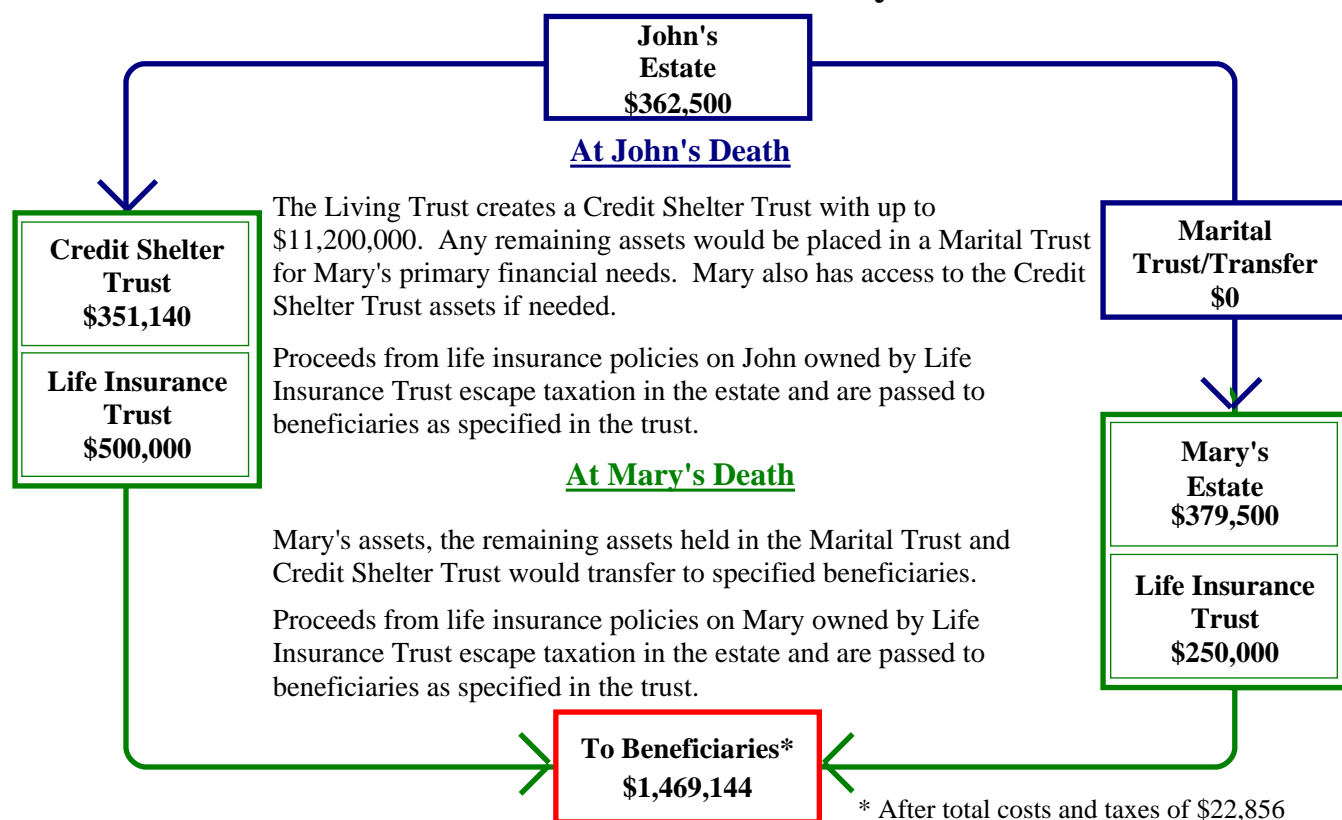 John's
Estate
$362,500
At John's Death
The Living Trust creates a Credit Shelter Trust with up to
$11,200,000. Any remaining assets would be placed in a Marital Trust
for Mary's primary financial needs. Mary also has access to the Credit
Shelter Trust assets if needed.
Proceeds from life insurance policies on John owned by Life
Insurance Trust escape taxation in the estate and are passed to
beneficiaries as specified in the trust.
Credit Shelter
Trust
$351,140
Life Insurance
Trust
$500,000
Marital
Trust/Transfer
$0
At Mary's Death
Mary's assets, the remaining assets held in the Marital Trust and
Credit Shelter Trust would transfer to specified beneficiaries.
Proceeds from life insurance policies on Mary owned by Life
Insurance Trust escape taxation in the estate and are passed to
beneficiaries as specified in the trust.
Mary's
Estate
$379,500
Life Insurance
Trust
$250,000
To Beneficiaries*
$1,469,144
* After total costs and taxes of $22,856